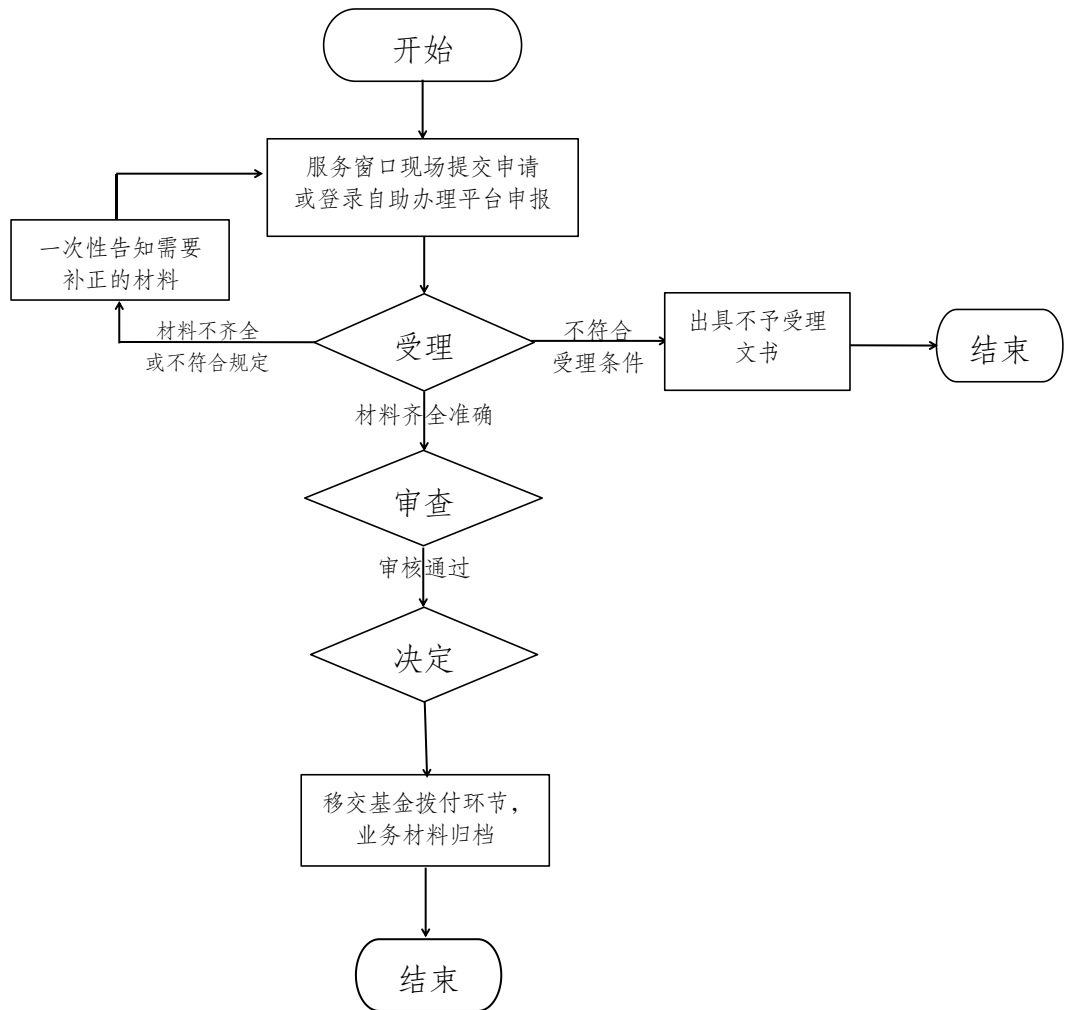 开始
服务窗口现场提交申请
或登录自助办理平台申报
一次性告知需要
补正的材料
材料不齐全
或不符合规定
受理
不符合
受理条件
出具不予受理
文书
结束
材料齐全准确
审查
审核通过
决定
移交基金拨付环节，
业务材料归档
结束